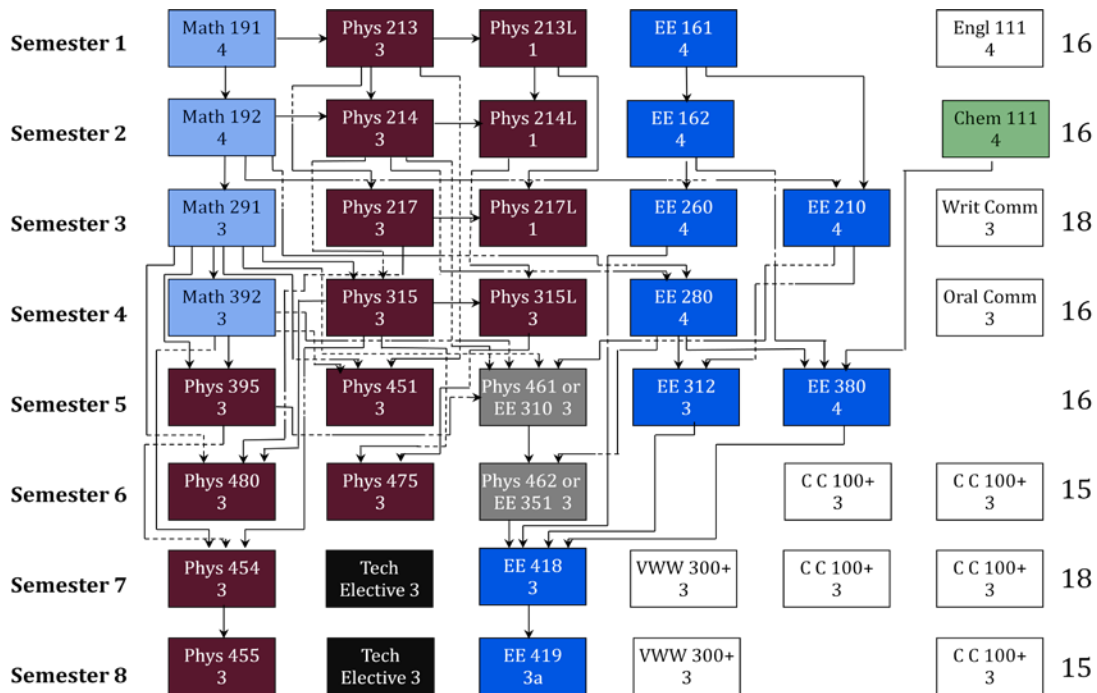 Semester 1
Math 191
4
Phys 213
3
Phys 213L
1
EE 161
4
Engl 111
4
16
Semester 2
Math 192
4
Phys 214
3
Phys 214L
1
EE 162
4
Chem 111
4
16
Semester 3
Math 291
3
Phys 217
3
Phys 217L
1
EE 260
4
EE 210
4
Writ Comm
3
18
Semester 4
Math 392
3
Phys 315
3
Phys 315L
3
EE 280
4
Oral Comm
3
16
Semester 5
Phys 395
3
Phys 451
3
Phys 461 or
EE 310 3
EE 312
3
EE 380
4
16
Semester 6
Phys 480
3
Phys 475
3
Phys 462 or
EE 351 3
C C 100+
3
C C 100+
3
15
Semester 7
Phys 454
3
Tech
Elective 3
EE 418
3
VWW 300+
3
C C 100+
3
C C 100+
3
18
Semester 8
Phys 455
3
Tech
Elective 3
EE 419
3a
VWW 300+
3
C C 100+
3
15